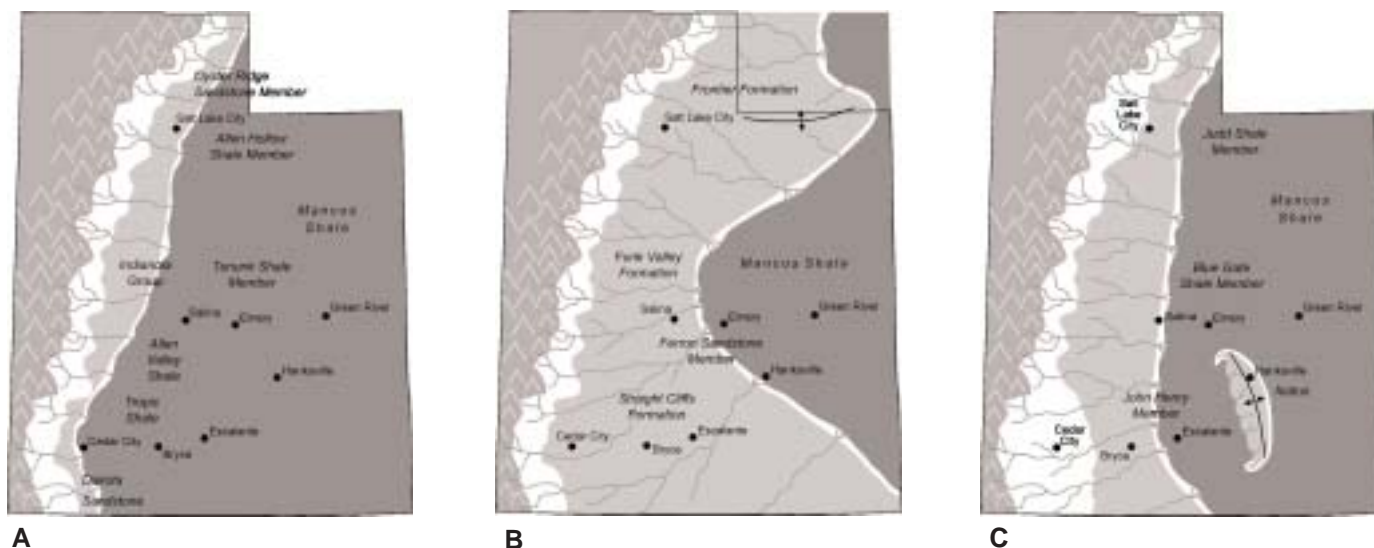 Oyster Ridge
Sandstone Member
Salt Lake City
Allen Hollow
Shale Member
Mancos
Shale
Indianola
Group
Tununk Shale
Member
Salina
Emery
Green River
Allen
Valley
Shale
Hanksville
Tropic
Shale
Cedar City
Bryce
Escalante
Dakota
Sandstone
A
Frontier Formation
Salt Lake City
Funk Valley
Formation
Mancos Shale
Salina
Emery
Green River
Ferron Sandstone
Member
Hanksville
Straight Cliffs
Formation
Cedar City
Bryce
Escalante
B
Salt
Lake
City
Judd Shale
Member
Mancos
Shale
Blue Gate
Shale Member
Salina
Emery
Green River
Hanksville
John Henry
Member
Cedar
City
Bryce
Escalante
C